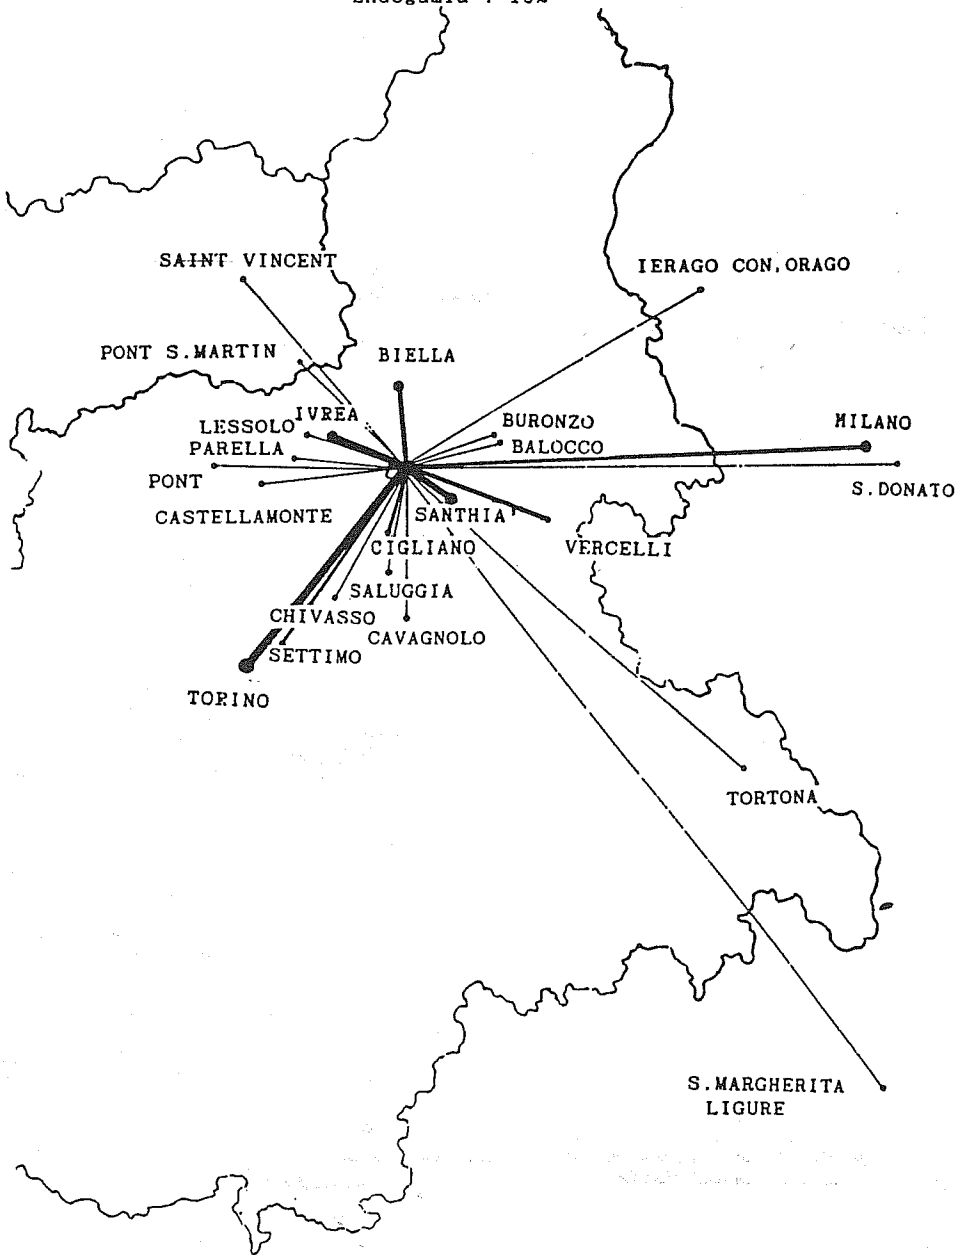 SAINT VINCENT
IERAGO CON.ORAGO
PONT S.MARTIN
BIELLA
IVREA
LESSOLO
BURONZO
MILANO
PARELLA
BALOCCO
PONT
S.DONATO
CASTELLAMONTE
SANTHIA'
CIGLIANO
VERCELLI
SALUGGIA
CHIVASSO
CAVAGNOLO
SETTIMO
TORINO
TORTONA
S.MARGHERITA
LIGURE